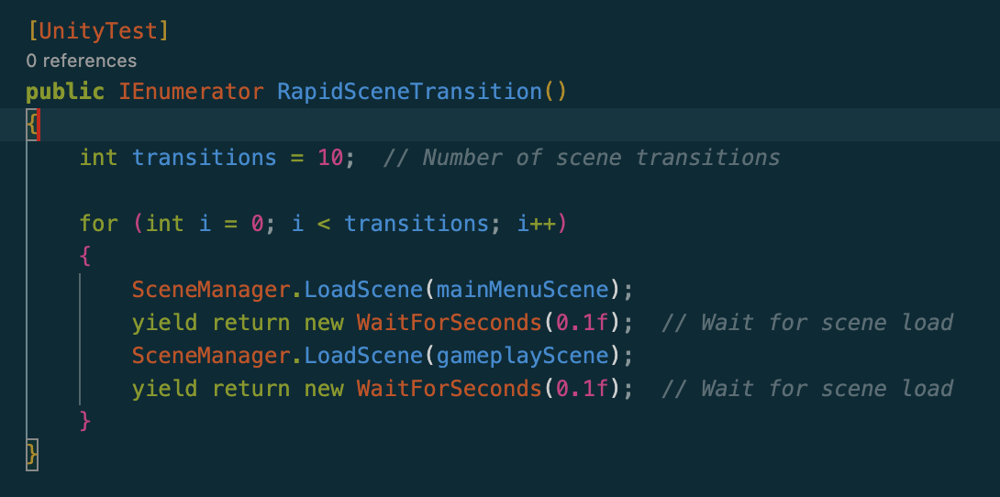 [UnityTest]
0 references
public IEnumerator RapidSceneTransition()
{
    int transitions = 10;  // Number of scene transitions

    for (int i = 0; i < transitions; i++)
    {
        SceneManager.LoadScene(mainMenuScene);
        yield return new WaitForSeconds(0.1f);  // Wait for scene load
        SceneManager.LoadScene(gameplayScene);
        yield return new WaitForSeconds(0.1f);  // Wait for scene load
    }
}